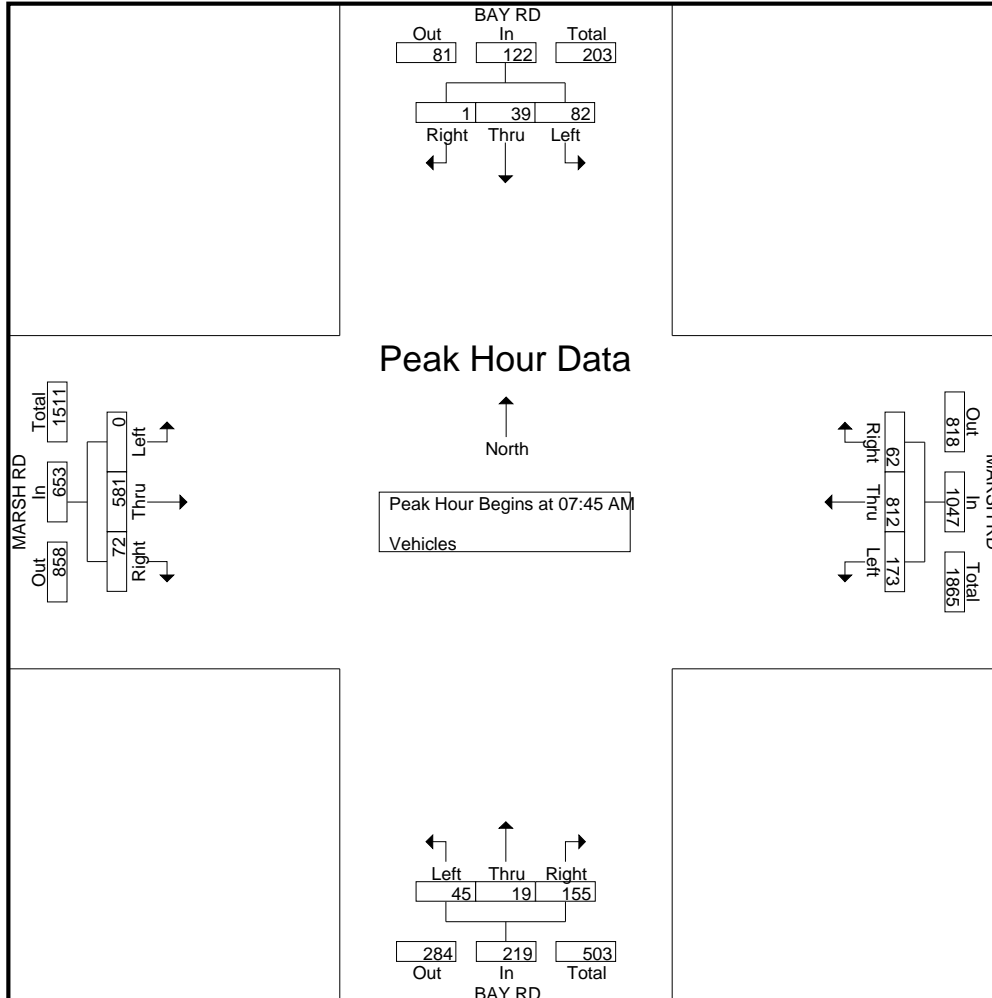 BAY RD
Out In Total
81 122 203
1 39 82
Right Thru Left
Peak Hour Data
North
Peak Hour Begins at 07:45 AM
Vehicles
MARSH RD
Out In Total
858 653 1511
0 581 72
Left Thru Right
MARSH RD
Out In Total
818 1047 1865
62 812 173
Right Thru Left
Left Thru Right
45 19 155
284 219 503
Out In Total
BAY RD